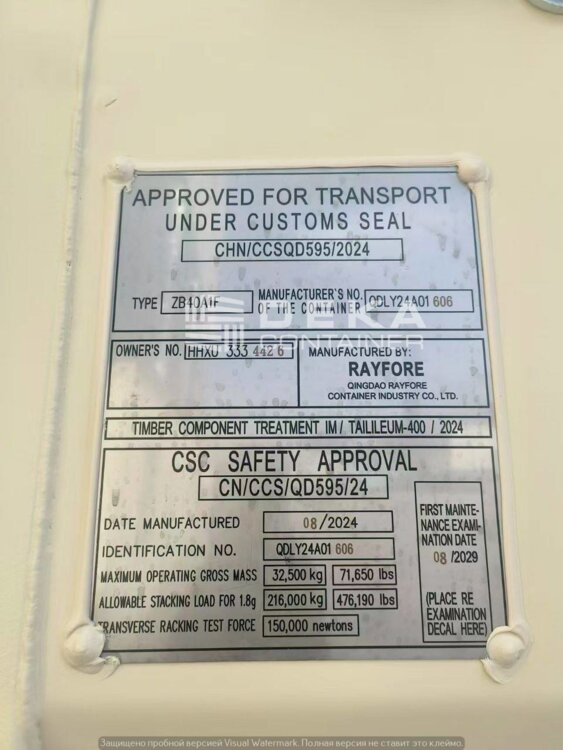 APPROVED FOR TRANSPORT
UNDER CUSTOMS SEAL
CHN/CCSQD595/2024
TYPE ZB40A1F MANUFACTURER'S NO. OF THE CONTAINER QDLY24A01 606
DEKA
CONTAINER
OWNER'S NO. HHXU 333 442 6
MANUFACTURED BY:
RAYFORE
QINGDAO RAYFORE
CONTAINER INDUSTRY CO., LTD.
TIMBER COMPONENT TREATMENT IM / TAILILEUM-400 / 2024
CSC SAFETY APPROVAL
CN/CCS/QD595/24
DATE MANUFACTURED 08/2024
IDENTIFICATION NO. QDLY24A01 606
MAXIMUM OPERATING GROSS MASS 32,500 kg 71,650 lbs
ALLOWABLE STACKING LOAD FOR 1.8g 216,000 kg 476,190 lbs
TRANSVERSE RACKING TEST FORCE 150,000 newtons
FIRST MAINTE-
NANCE EXAMI-
NATION DATE
08 /2029
(PLACE RE
EXAMINATION
DECAL HERE)
Защищено пробной версией Visual Watermark. Полная версия не ставит это клеймо.